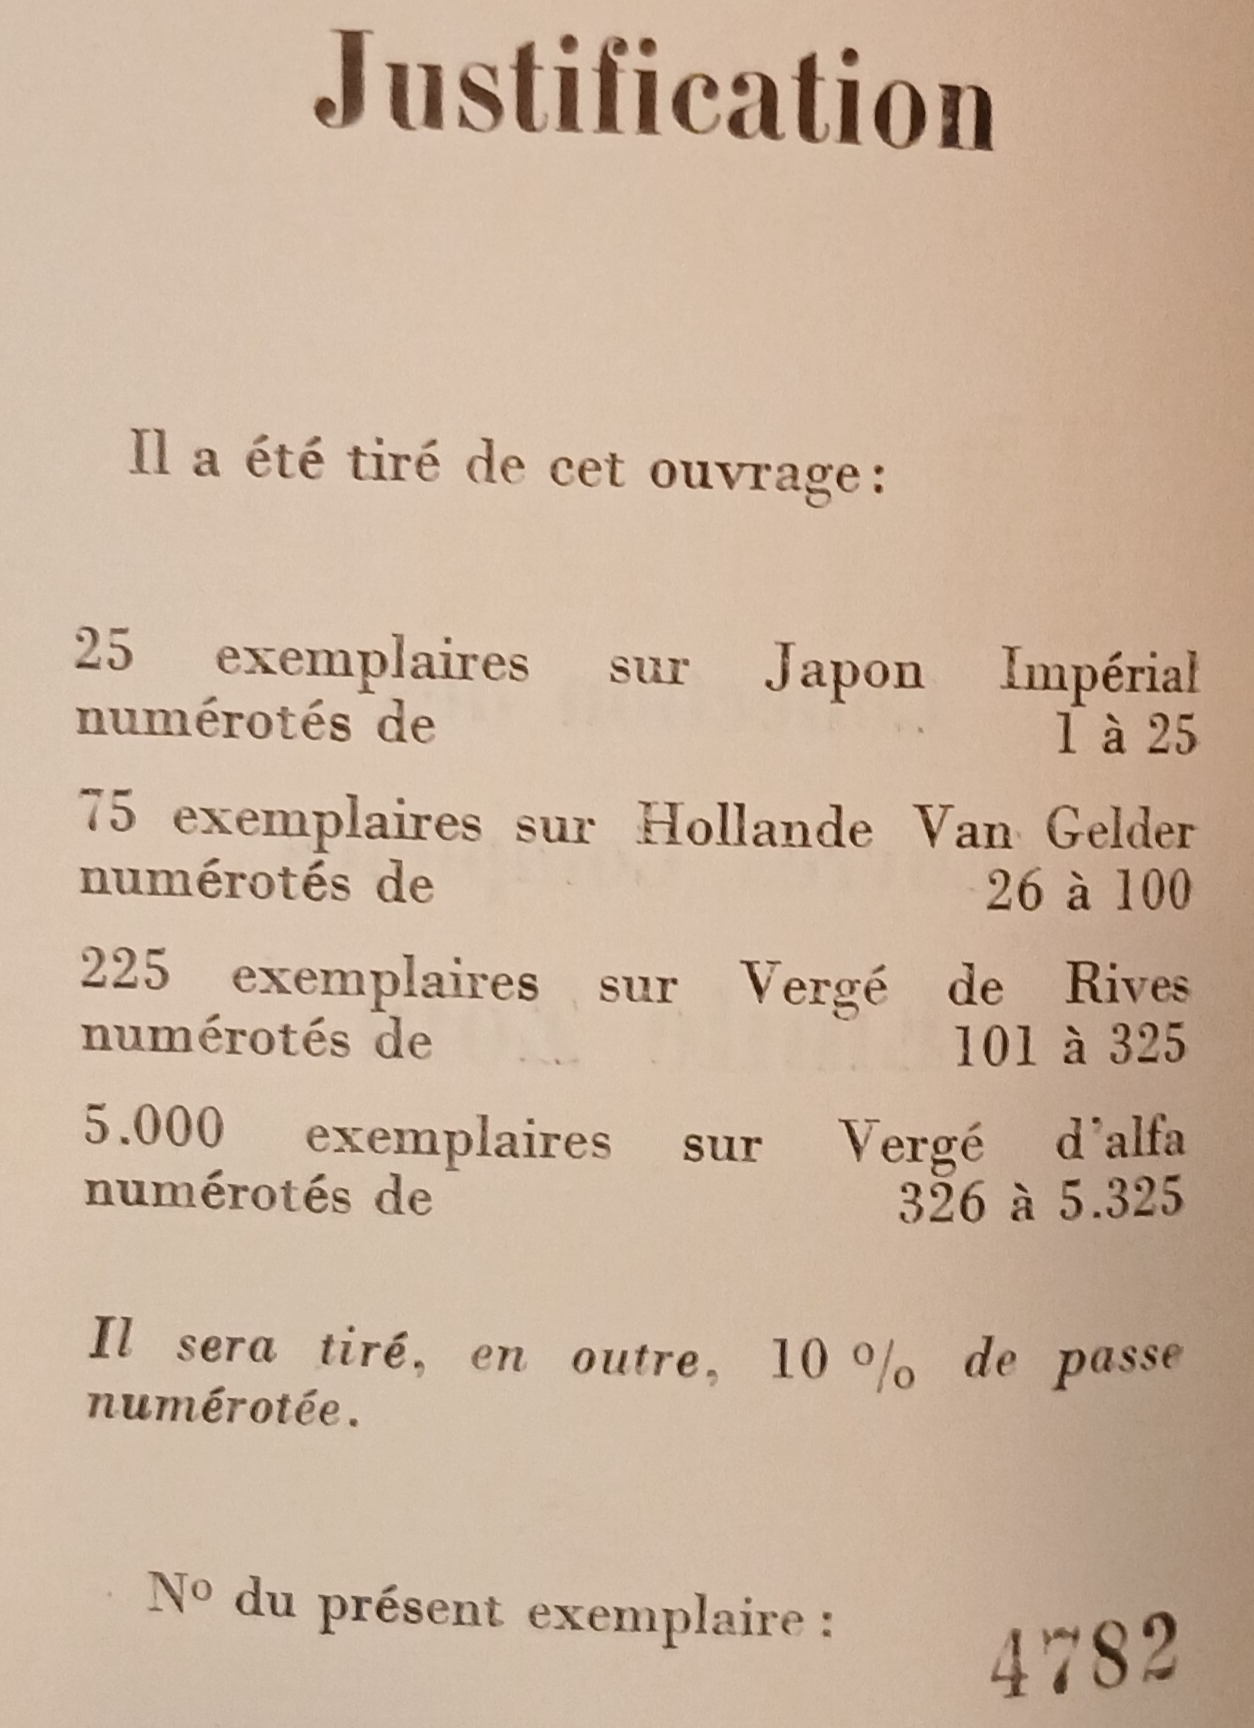 Justification
Il a été tiré de cet ouvrage :
25 exemplaires sur Japon Impérial
numérotés de 1 à 25
75 exemplaires sur Hollande Van Gelder
numérotés de 26 à 100
225 exemplaires sur Vergé de Rives
numérotés de 101 à 325
5.000 exemplaires sur Vergé d'alfa
numérotés de 326 à 5.325
Il sera tiré, en outre, 10 % de passe
numérotée.
Nº du présent exemplaire : 4782